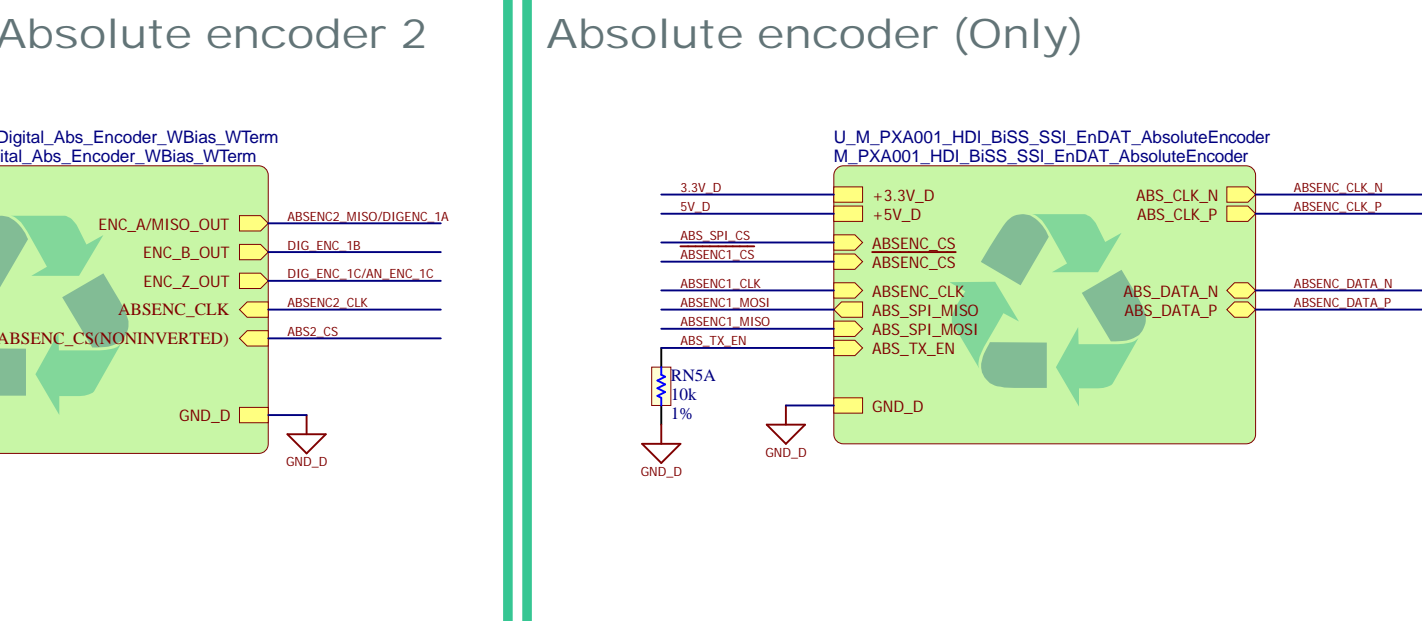 Absolute encoder 2
Digital_Abs_Encoder_WBias_WTerm
ital_Abs_Encoder_WBias_WTerm
ENC_A/MISO_OUT
ABSENC2_MISO/DIGENC_1A
ENC_B_OUT
DIG_ENC_1B
ENC_Z_OUT
DIG_ENC_1C/AN_ENC_1C
ABSENC_CLK
ABSENC2_CLK
ABSENC_CS(NONINVERTED)
ABS2_CS
GND_D
GND_D
Absolute encoder (Only)
U_M_PXA001_HDI_BiSS_SSI_EnDAT_AbsoluteEncoder
M_PXA001_HDI_BiSS_SSI_EnDAT_AbsoluteEncoder
3.3V_D
+3.3V_D
ABS_CLK_N
ABSENC_CLK_N
5V_D
+5V_D
ABS_CLK_P
ABSENC_CLK_P
ABS_SPI_CS
ABSENC_CS
ABSENC1_CS
ABSENC_CS
ABSENC1_CLK
ABSENC_CLK
ABS_DATA_N
ABSENC_DATA_N
ABSENC1_MOSI
ABS_SPI_MISO
ABS_DATA_P
ABSENC_DATA_P
ABSENC1_MISO
ABS_SPI_MOSI
ABS_TX_EN
ABS_TX_EN
RN5A
10k
1%
GND_D
GND_D
GND_D